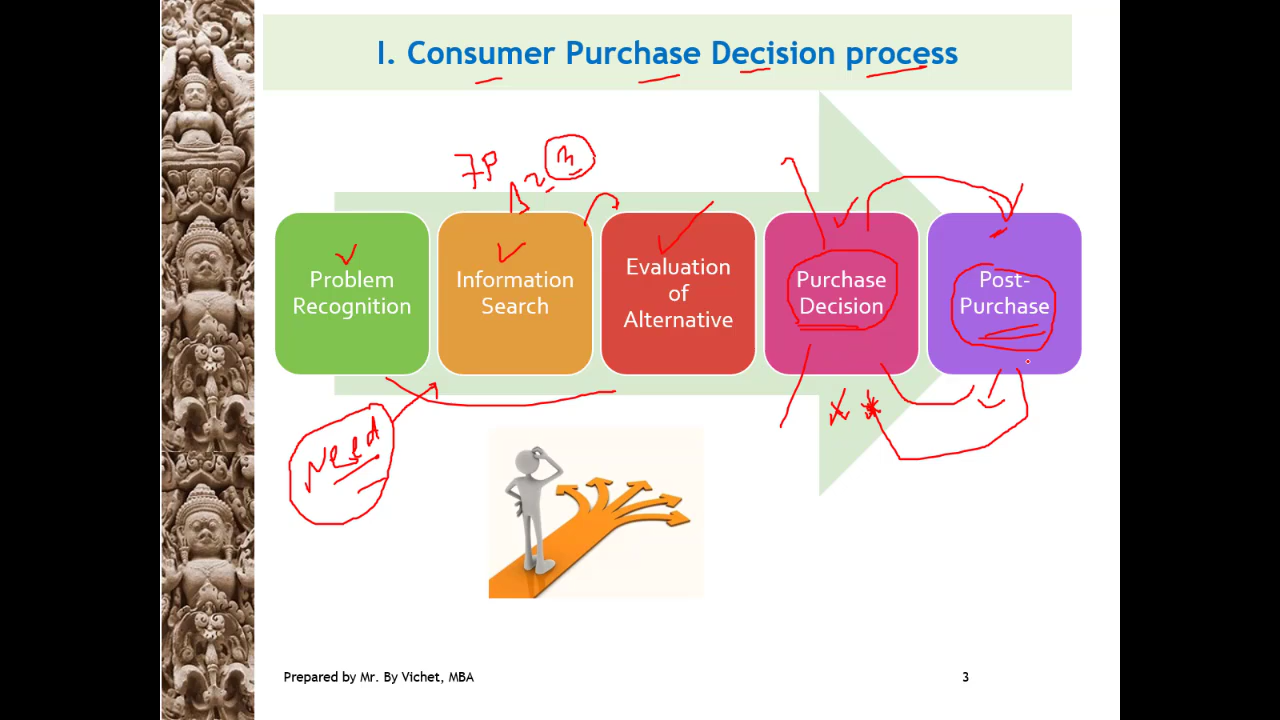 I. Consumer Purchase Decision process
7P
2
Problem
Recognition
Information
Search
Evaluation
of
Alternative
Purchase
Decision
Post-
Purchase
Need
Prepared by Mr. By Vichet, MBA
3